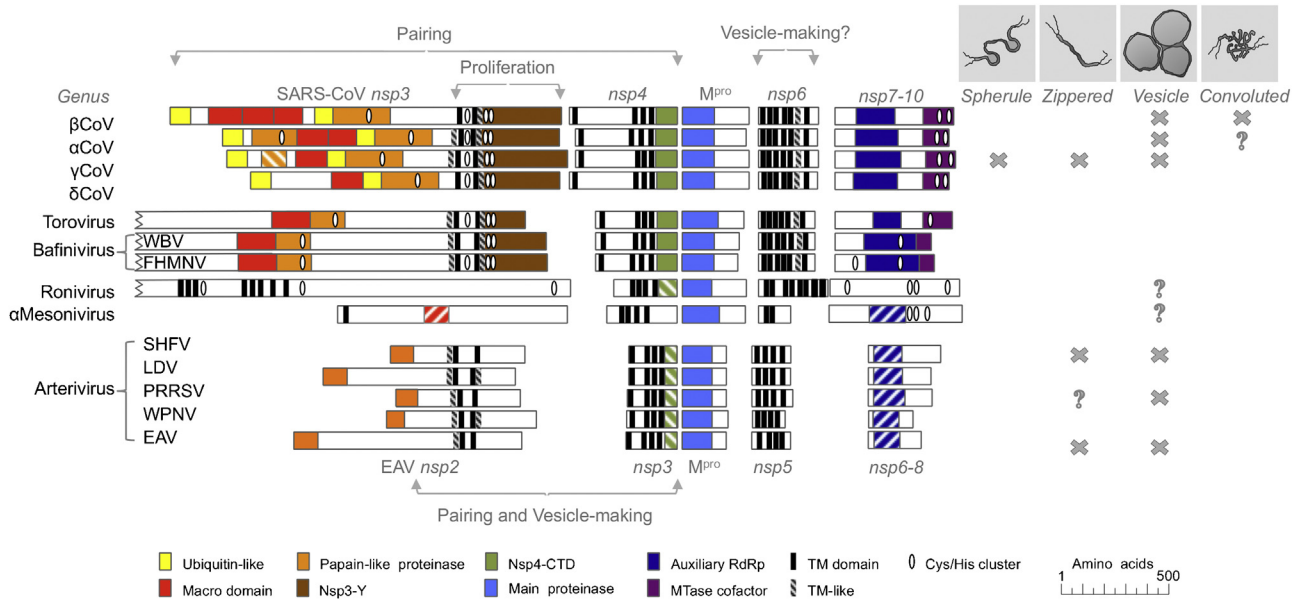 Pairing
Vesicle-making?
Proliferation
Genus
SARS-CoV nsp3
nsp4
Mpro
nsp6
nsp7-10
Spherule
Zippered
Vesicle
Convoluted
βCoV
αCoV
?
γCoV
δCoV
Torovirus
Bafinivirus
WBV
FHMNV
Ronivirus
?
αMesonivirus
?
Arterivirus
SHFV
LDV
PRRSV
?
WPNV
EAV
EAV nsp2
nsp3
Mpro
nsp5
nsp6-8
Pairing and Vesicle-making
Ubiquitin-like
Papain-like proteinase
Nsp4-CTD
Auxiliary RdRp
TM domain
Cys/His cluster
Macro domain
Nsp3-Y
Main proteinase
MTase cofactor
TM-like
Amino acids
1
500